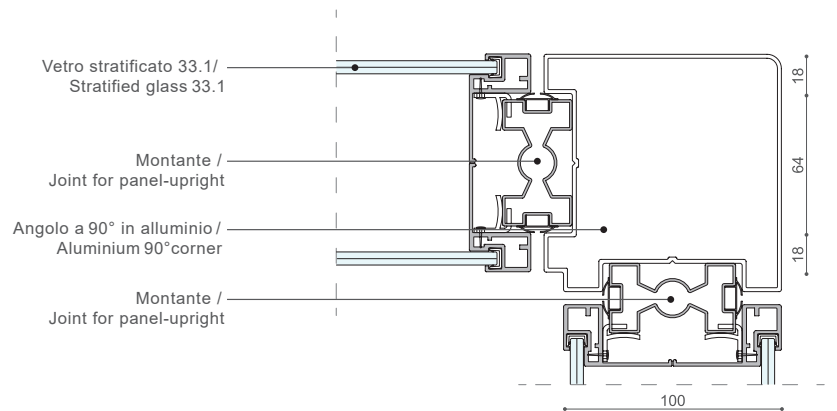 Vetro stratificato 33.1/
Stratified glass 33.1
Montante /
Joint for panel-upright
Angolo a 90° in alluminio /
Aluminium 90°corner
Montante /
Joint for panel-upright
18
64
18
100